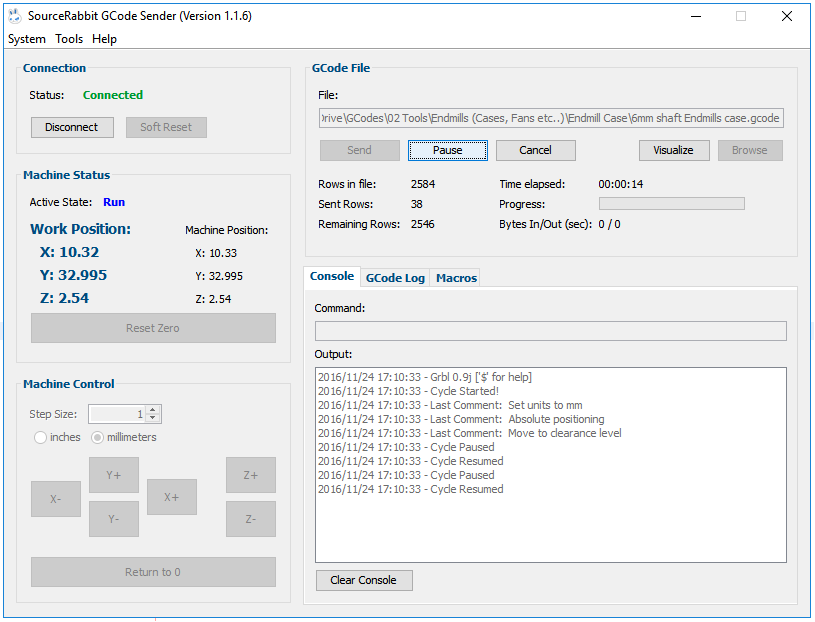 SourceRabbit GCode Sender (Version 1.1.6)
System Tools Help
Connection
Status: Connected
Disconnect Soft Reset
Machine Status
Active State: Run
Work Position: Machine Position:
X: 10.32 X: 10.33
Y: 32.995 Y: 32.995
Z: 2.54 Z: 2.54
Reset Zero
Machine Control
Step Size: 1
inches millimeters
X- Y+ Y- X+ Z+ Z-
Return to 0
GCode File
File:
Drive\GCodes\02 Tools\Endmills (Cases, Fans etc..)\Endmill Case\6mm shaft Endmills case.gcode
Send Pause Cancel Visualize Browse
Rows in file: 2584 Time elapsed: 00:00:14
Sent Rows: 38 Progress:
Remaining Rows: 2546 Bytes In/Out (sec): 0 / 0
Console GCode Log Macros
Command:
Output:
2016/11/24 17:10:33 - Grbl 0.9j ['$' for help]
2016/11/24 17:10:33 - Cycle Started!
2016/11/24 17:10:33 - Last Comment: Set units to mm
2016/11/24 17:10:33 - Last Comment: Absolute positioning
2016/11/24 17:10:33 - Last Comment: Move to clearance level
2016/11/24 17:10:33 - Cycle Paused
2016/11/24 17:10:33 - Cycle Resumed
2016/11/24 17:10:33 - Cycle Paused
2016/11/24 17:10:33 - Cycle Resumed
Clear Console